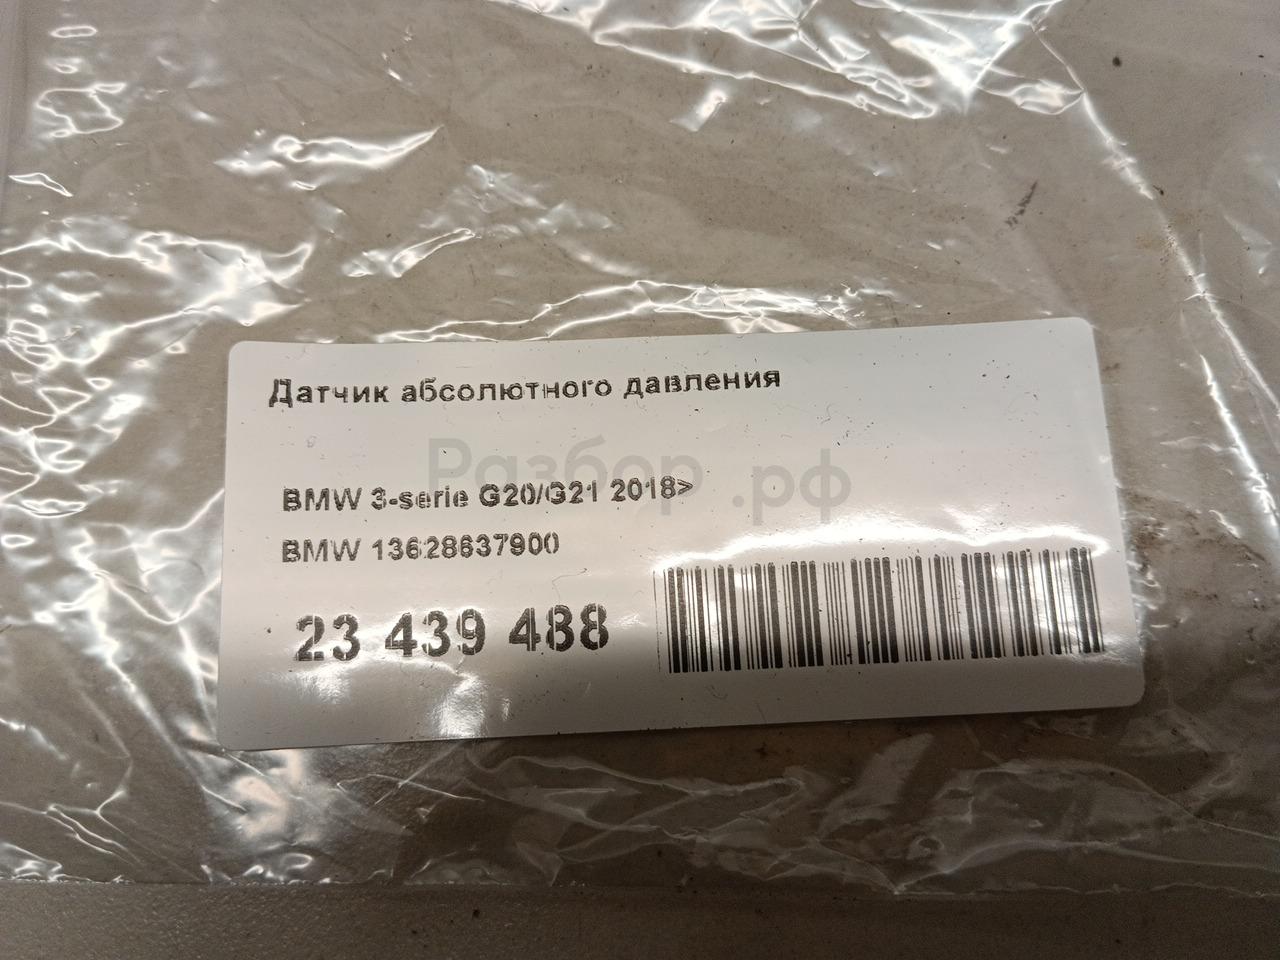 Датчик абсолютного давления
Разбор.рф
BMW 3-serie G20/G21 2018>
BMW 13628637900
23 439 488